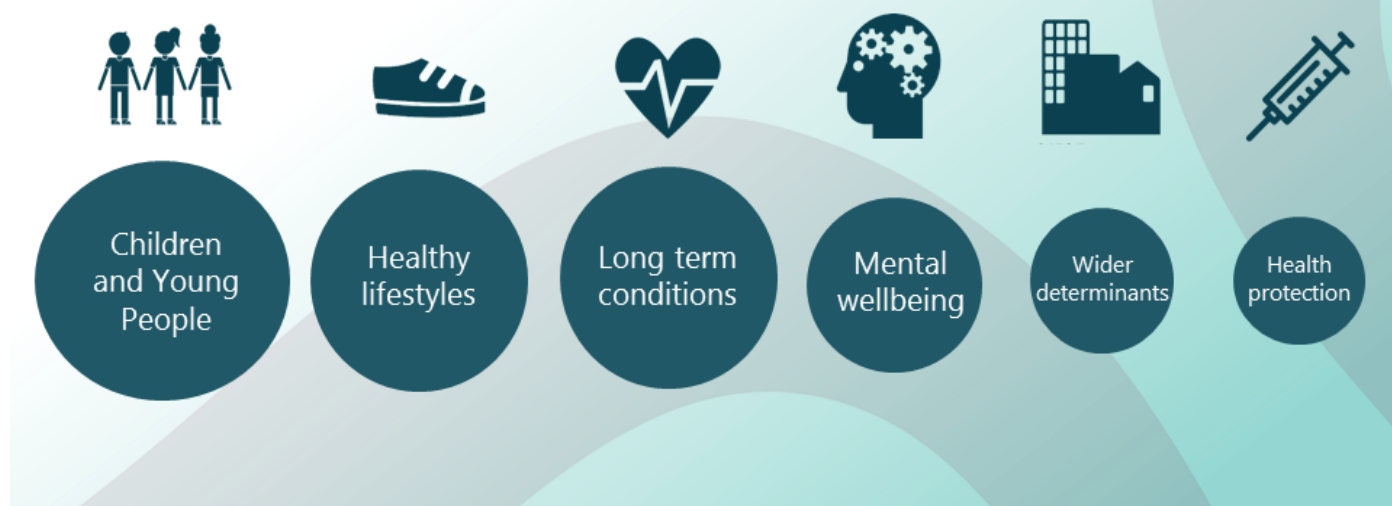 Children
and Young
People
Healthy
lifestyles
Long term
conditions
Mental
wellbeing
Wider
determinants
Health
protection